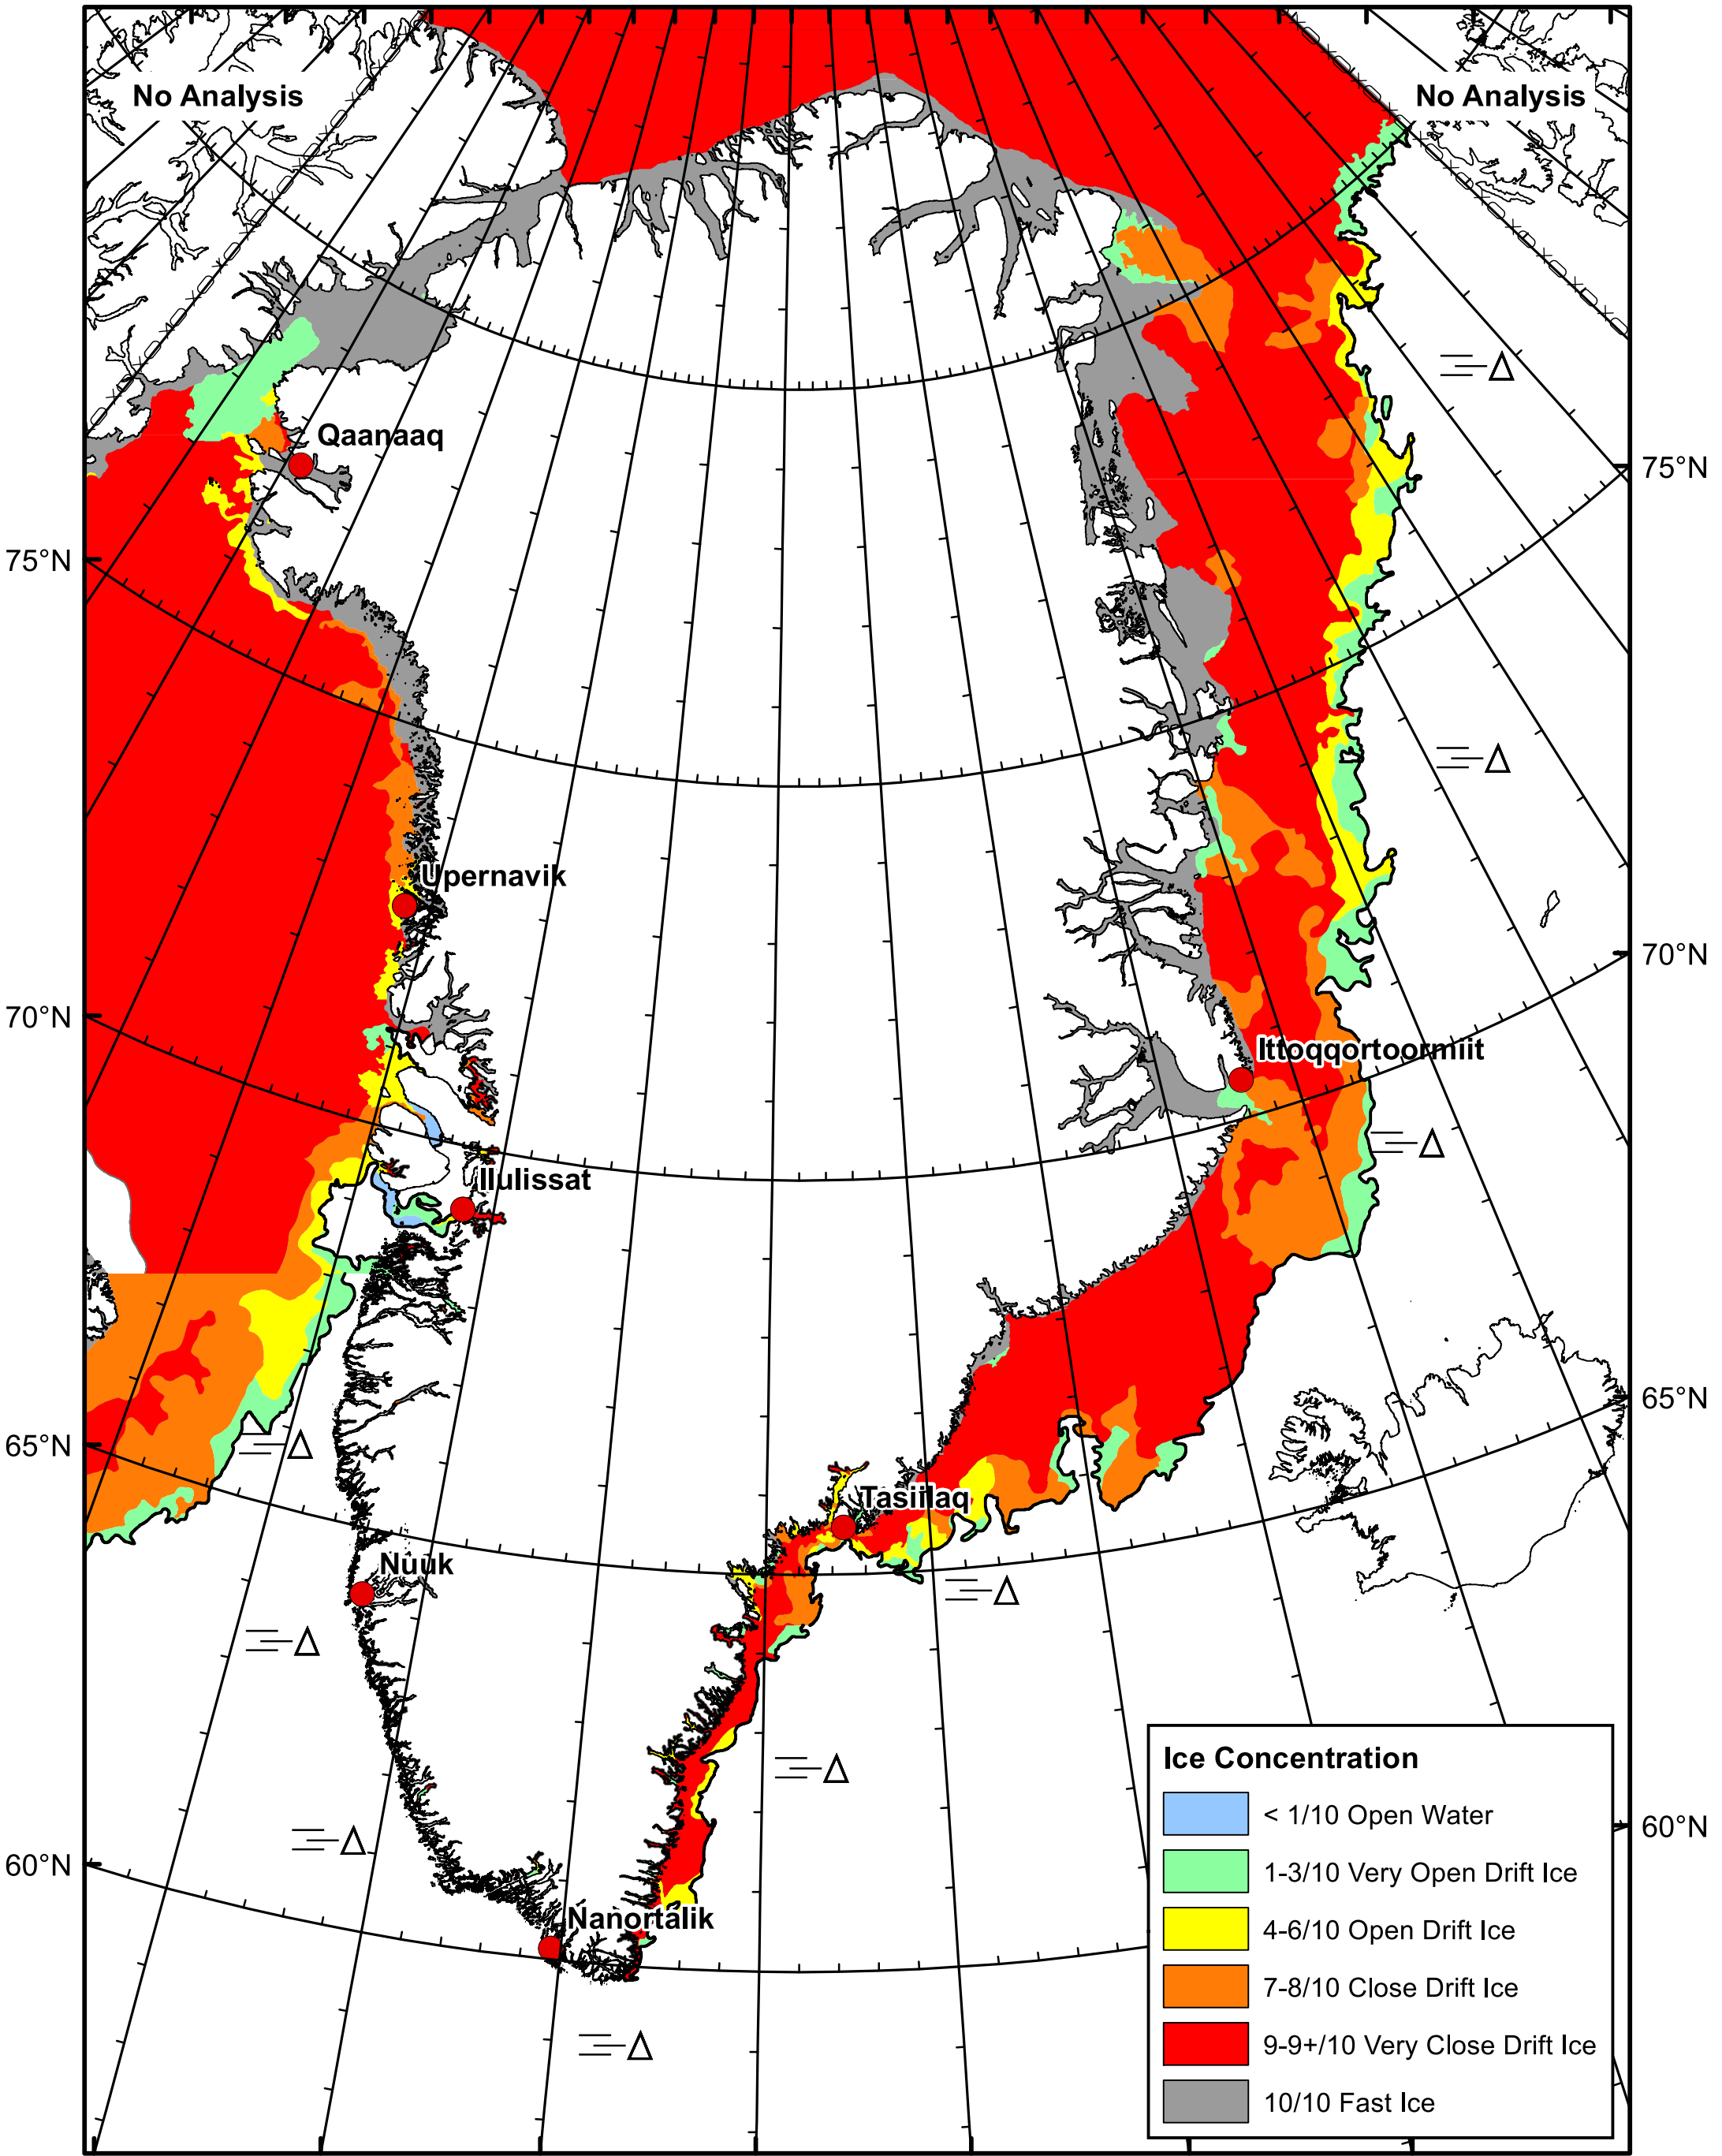 No Analysis
No Analysis
Qaanaaq
75°N
75°N
Upernavik
70°N
70°N
Ittoqqortoormiit
Ilulissat
65°N
65°N
Tasiilaq
Nuuk
60°N
60°N
Nanortalik
Ice Concentration
< 1/10 Open Water
1-3/10 Very Open Drift Ice
4-6/10 Open Drift Ice
7-8/10 Close Drift Ice
9-9+/10 Very Close Drift Ice
10/10 Fast Ice